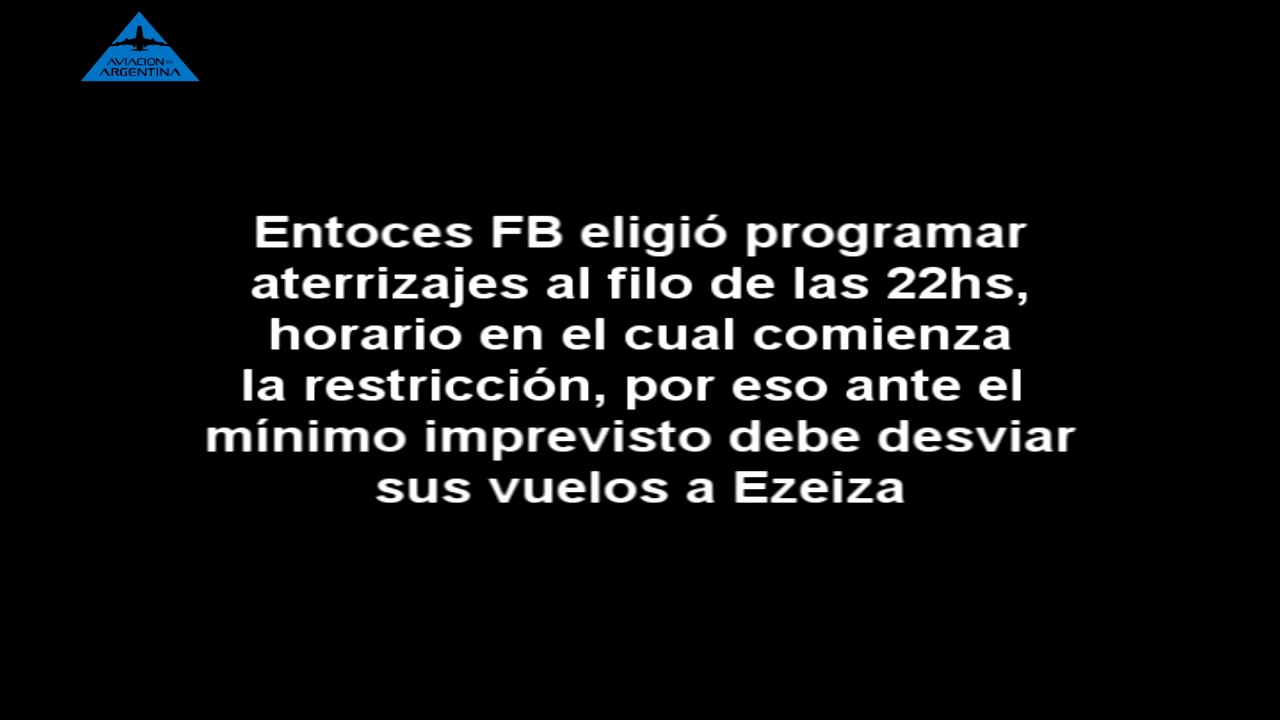 AVIACION EN
ARGENTINA
Entoces FB eligió programar
aterrizajes al filo de las 22hs,
horario en el cual comienza
la restricción, por eso ante el
mínimo imprevisto debe desviar
sus vuelos a Ezeiza